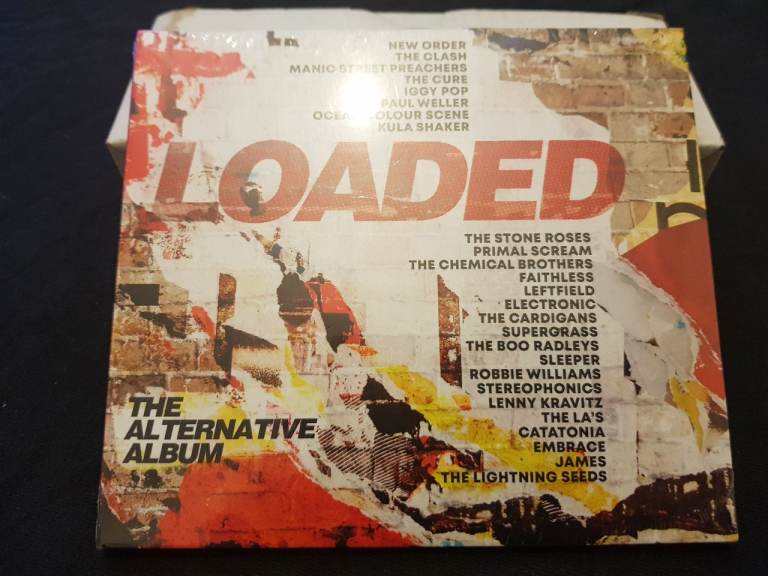 NEW ORDER
THE CLASH
MANIC STREET PREACHERS
THE CURE
IGGY POP
PAUL WELLER
OCEAN COLOUR SCENE
KULA SHAKER
LOADED
THE STONE ROSES
PRIMAL SCREAM
THE CHEMICAL BROTHERS
FAITHLESS
LEFTFIELD
ELECTRONIC
THE CARDIGANS
SUPERGRASS
THE BOO RADLEYS
SLEEPER
ROBBIE WILLIAMS
STEREOPHONICS
LENNY KRAVITZ
THE LA'S
CATATONIA
EMBRACE
JAMES
THE LIGHTNING SEEDS
THE
ALTERNATIVE
ALBUM